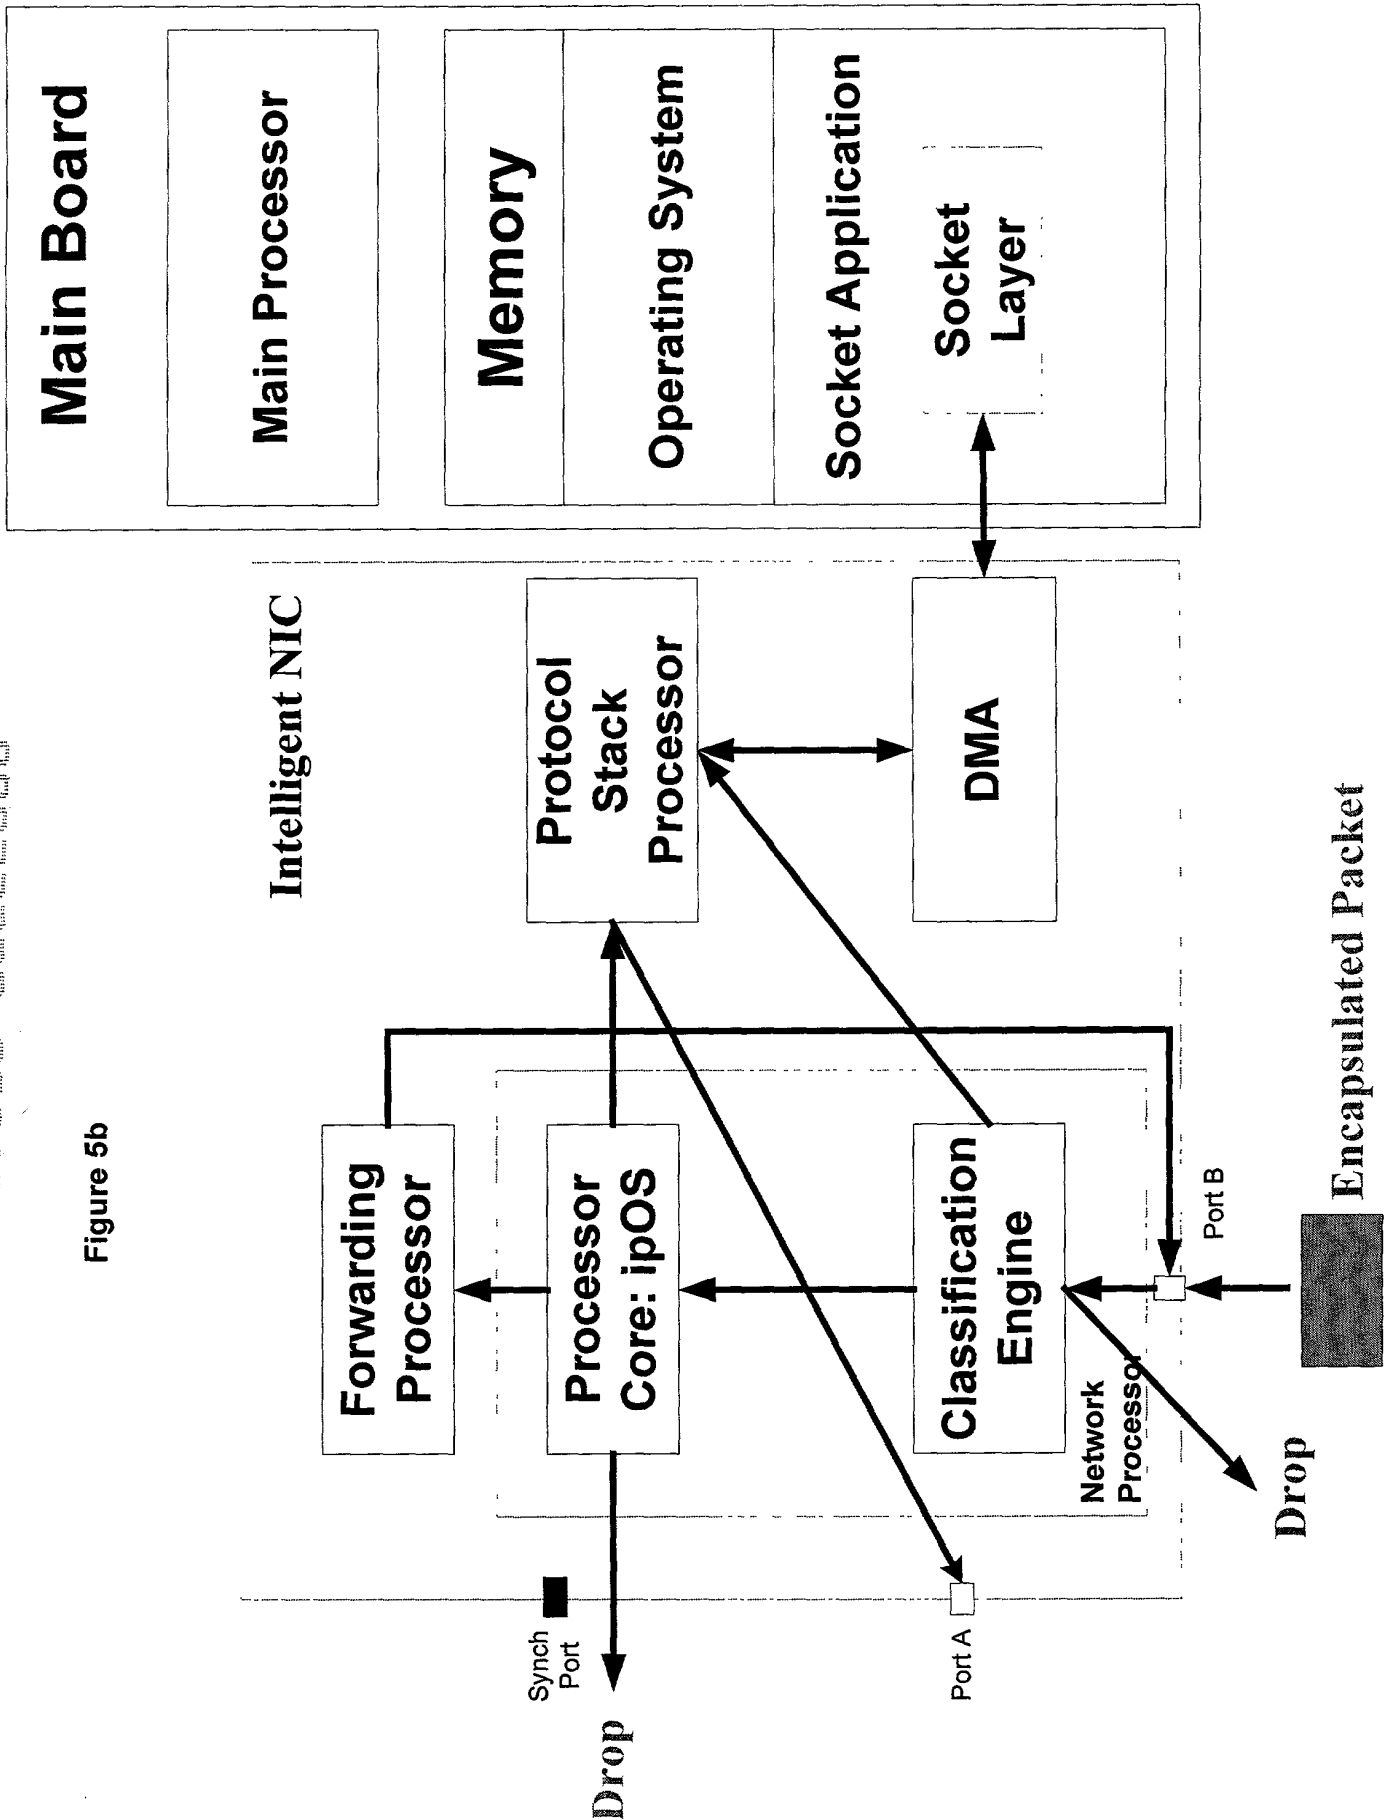 Figure 5b
Main Board
Main Processor
Memory
Operating System
Socket Application
Socket
Layer
Intelligent NIC
Protocol
Stack
Processor
DMA
Forwarding
Processor
Processor
Core: ipOS
Classification
Engine
Network
Processor
Synch
Port
Port A
Port B
Drop
Drop
Encapsulated Packet